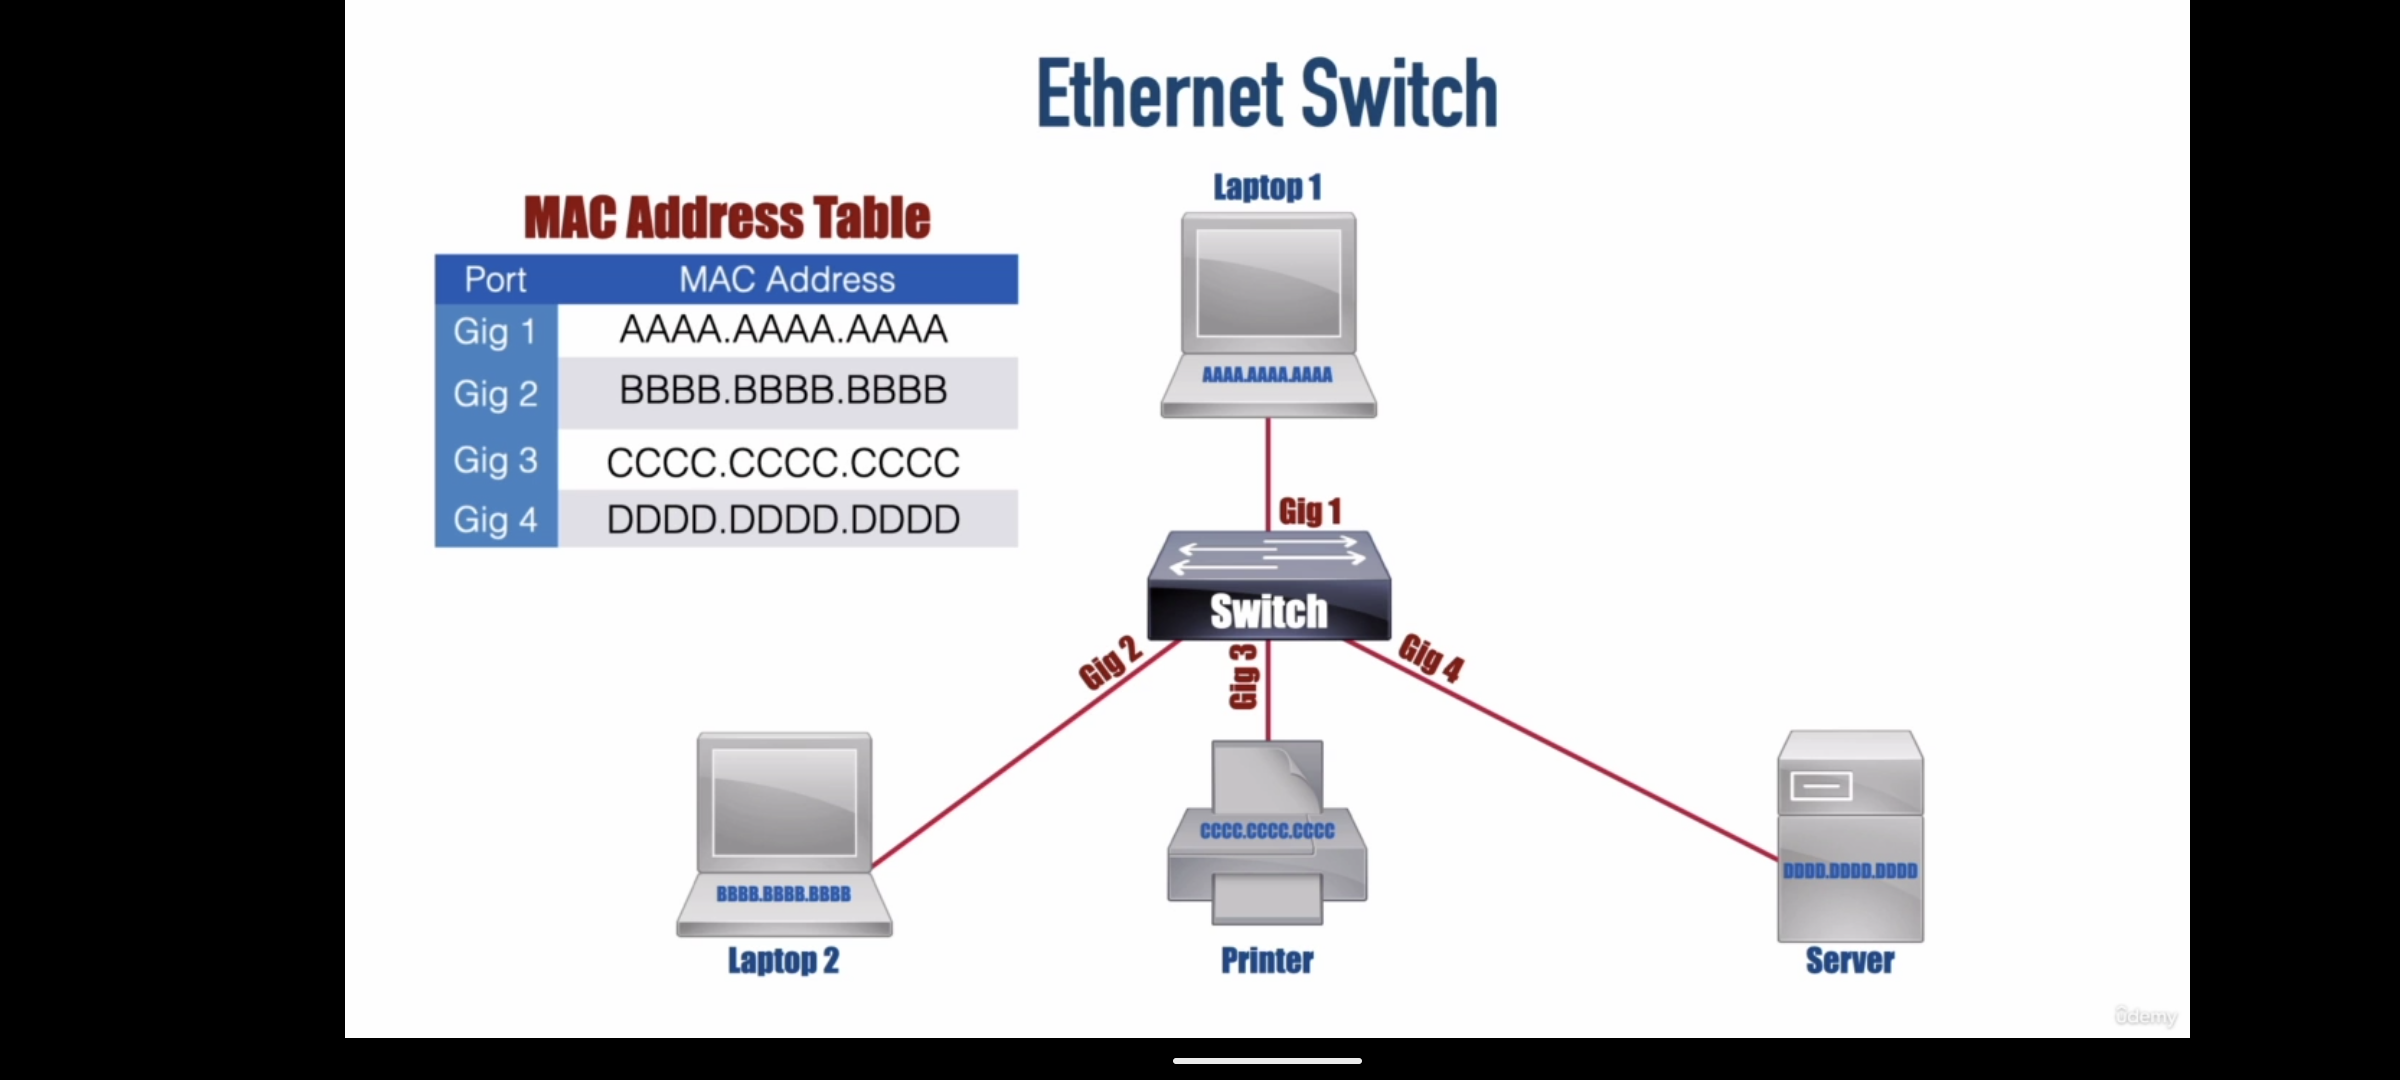 Ethernet Switch
MAC Address Table
Port MAC Address
Gig 1 AAAA.AAAA.AAAA
Gig 2 BBBB.BBBB.BBBB
Gig 3 CCCC.CCCC.CCCC
Gig 4 DDDD.DDDD.DDDD
Laptop 1
AAAA.AAAA.AAAA
Gig 1
Switch
Gig 2
Gig 3
Gig 4
BBBB.BBBB.BBBB
Laptop 2
CCCC.CCCC.CCCC
Printer
DDDD.DDDD.DDDD
Server
ûdemy